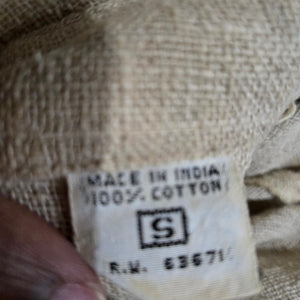 MADE IN INDIA
100% COTTON
S
R.N. 63671